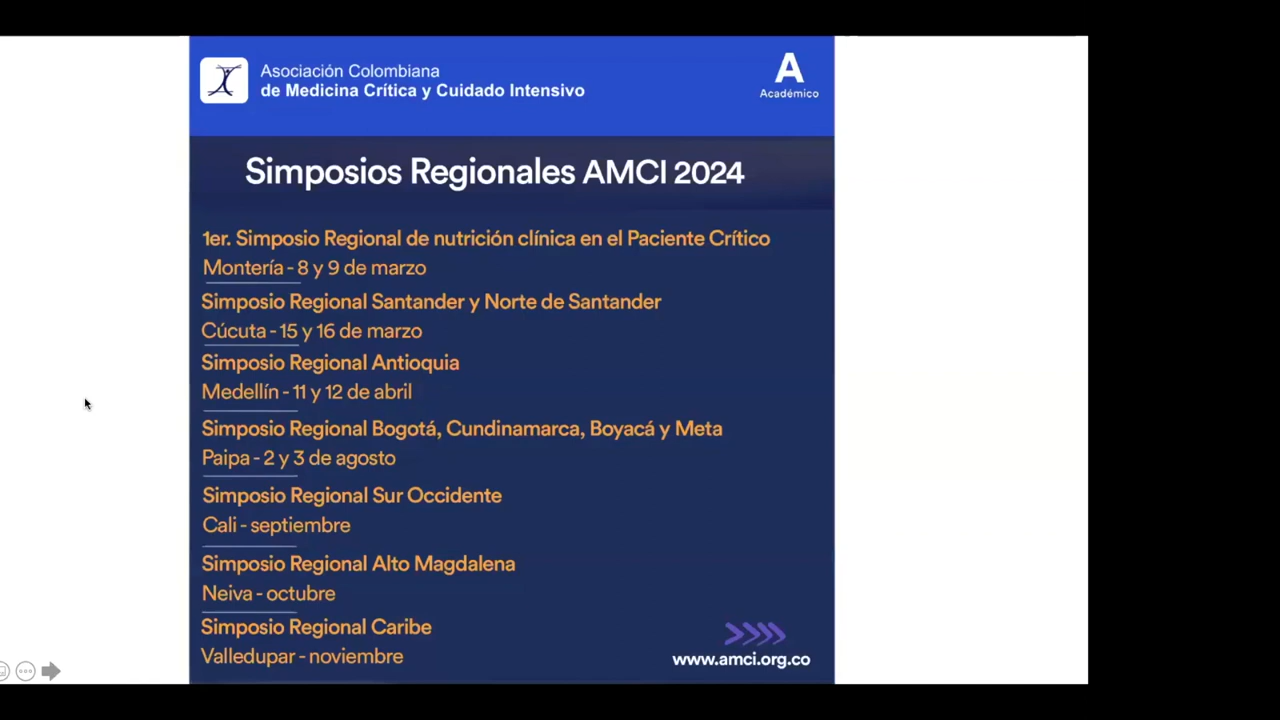 Asociación Colombiana
de Medicina Crítica y Cuidado Intensivo
A
Académico
Simposios Regionales AMCI 2024
1er. Simposio Regional de nutrición clínica en el Paciente Crítico
Montería - 8 y 9 de marzo
Simposio Regional Santander y Norte de Santander
Cúcuta - 15 y 16 de marzo
Simposio Regional Antioquia
Medellín - 11 y 12 de abril
Simposio Regional Bogotá, Cundinamarca, Boyacá y Meta
Paipa - 2 y 3 de agosto
Simposio Regional Sur Occidente
Cali - septiembre
Simposio Regional Alto Magdalena
Neiva - octubre
Simposio Regional Caribe
Valledupar - noviembre
www.amci.org.co